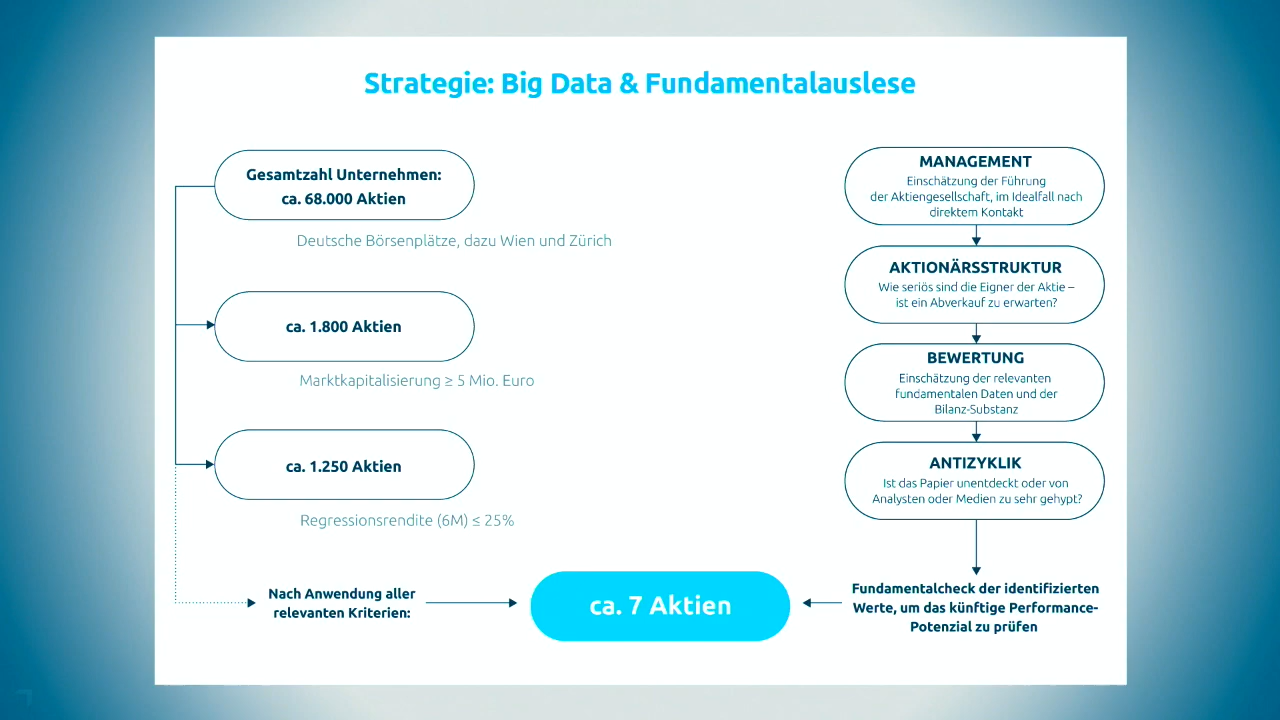 Strategie: Big Data & Fundamentalauslese
Gesamtzahl Unternehmen:
ca. 68.000 Aktien
Deutsche Börsenplätze, dazu Wien und Zürich
ca. 1.800 Aktien
Marktkapitalisierung ≥ 5 Mio. Euro
ca. 1.250 Aktien
Regressionsrendite (6M) ≤ 25%
Nach Anwendung aller
relevanten Kriterien:
ca. 7 Aktien
MANAGEMENT
Einschätzung der Führung
der Aktiengesellschaft, im Idealfall nach
direktem Kontakt
AKTIONÄRSSTRUKTUR
Wie seriös sind die Eigner der Aktie –
ist ein Abverkauf zu erwarten?
BEWERTUNG
Einschätzung der relevanten
fundamentalen Daten und der
Bilanz-Substanz
ANTIZYKLIK
Ist das Papier unentdeckt oder von
Analysten oder Medien zu sehr gehypt?
Fundamentalcheck der identifizierten
Werte, um das künftige Performance-
Potenzial zu prüfen